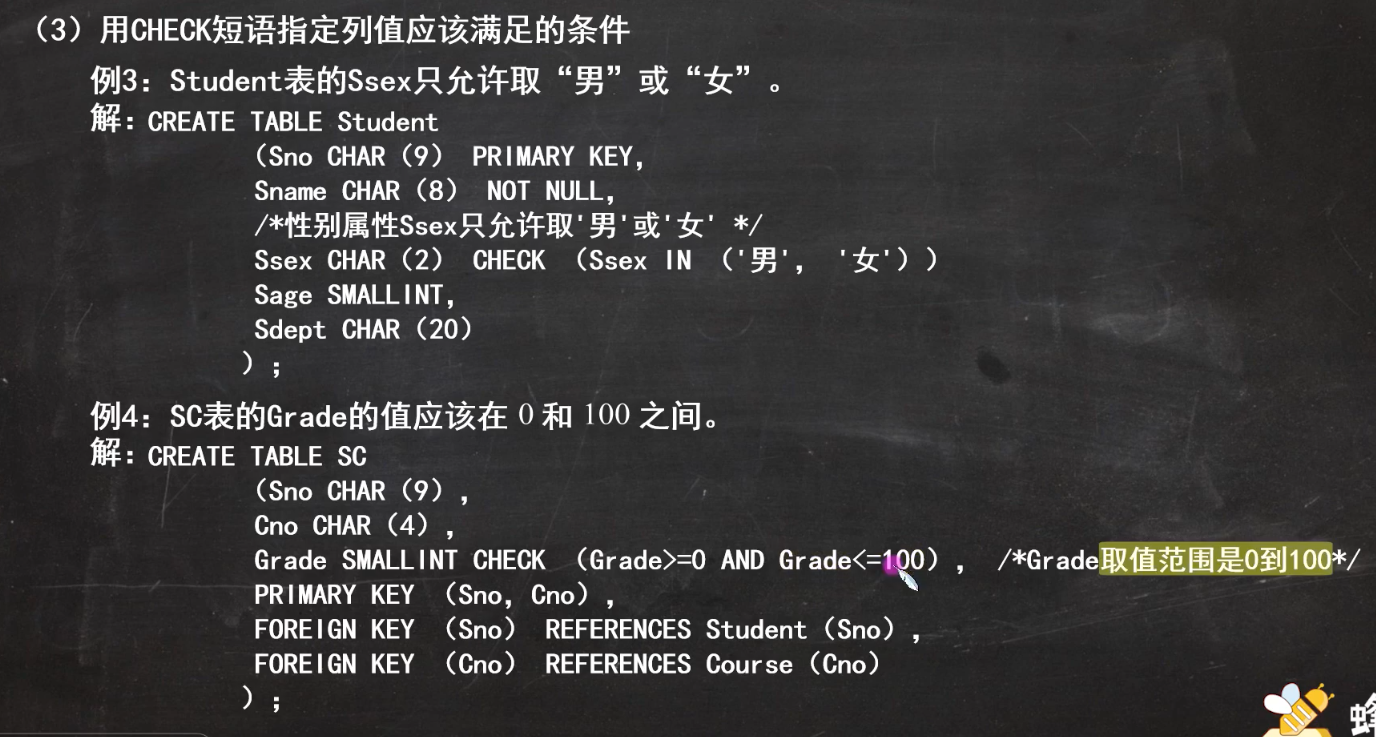 （3）用CHECK短语指定列值应该满足的条件
例3：Student表的Ssex只允许取“男”或“女”。
解：CREATE TABLE Student
（Sno CHAR（9） PRIMARY KEY，
Sname CHAR（8） NOT NULL，
/*性别属性Ssex只允许取'男'或'女' */
Ssex CHAR（2） CHECK （Ssex IN （'男'， '女'））
Sage SMALLINT，
Sdept CHAR（20）
）；
例4：SC表的Grade的值应该在 0 和 100 之间。
解：CREATE TABLE SC
（Sno CHAR（9），
Cno CHAR（4），
Grade SMALLINT CHECK （Grade>=0 AND Grade<=100）， /*Grade取值范围是0到100*/
PRIMARY KEY （Sno，Cno），
FOREIGN KEY （Sno） REFERENCES Student（Sno），
FOREIGN KEY （Cno） REFERENCES Course（Cno）
）；